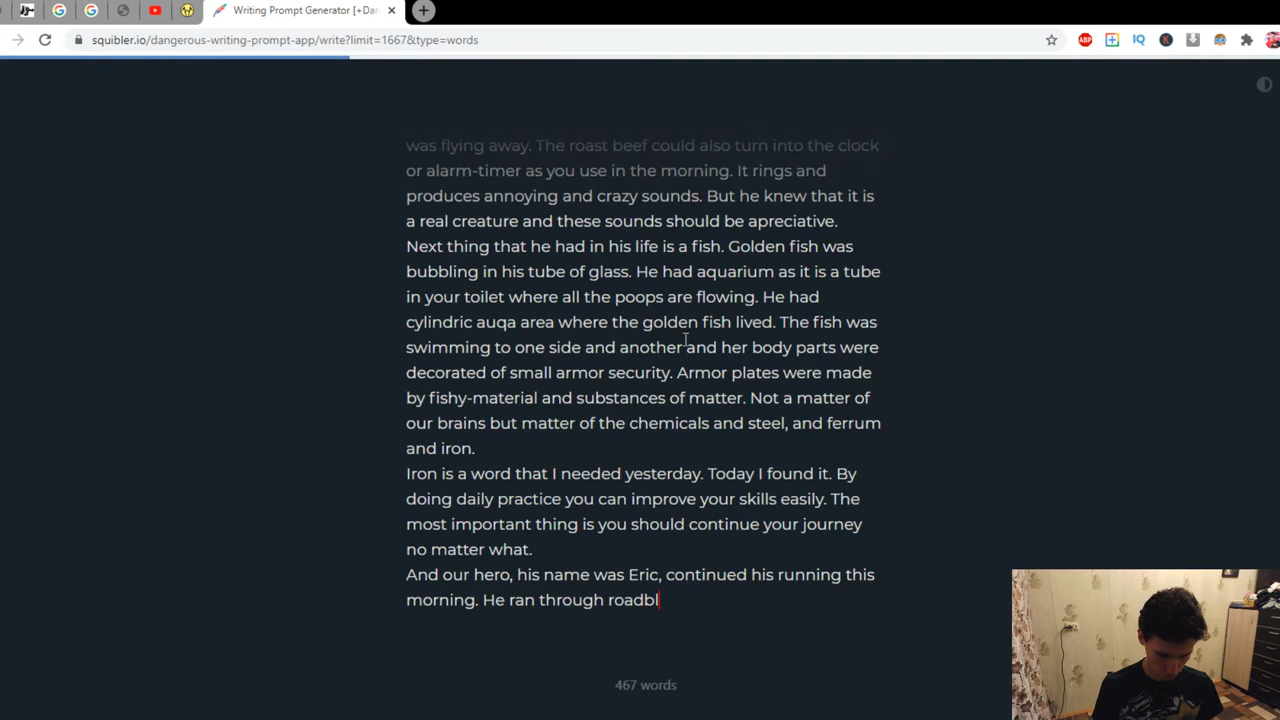 Writing Prompt Generator [+Dan
squibler.io/dangerous-writing-prompt-app/write?limit=1667&type=words
ABP
IQ
K
was flying away. The roast beef could also turn into the clock
or alarm-timer as you use in the morning. It rings and
produces annoying and crazy sounds. But he knew that it is
a real creature and these sounds should be apreciative.
Next thing that he had in his life is a fish. Golden fish was
bubbling in his tube of glass. He had aquarium as it is a tube
in your toilet where all the poops are flowing. He had
cylindric auqa area where the golden fish lived. The fish was
swimming to one side and another and her body parts were
decorated of small armor security. Armor plates were made
by fishy-material and substances of matter. Not a matter of
our brains but matter of the chemicals and steel, and ferrum
and iron.
Iron is a word that I needed yesterday. Today I found it. By
doing daily practice you can improve your skills easily. The
most important thing is you should continue your journey
no matter what.
And our hero, his name was Eric, continued his running this
morning. He ran through roadbl
467 words